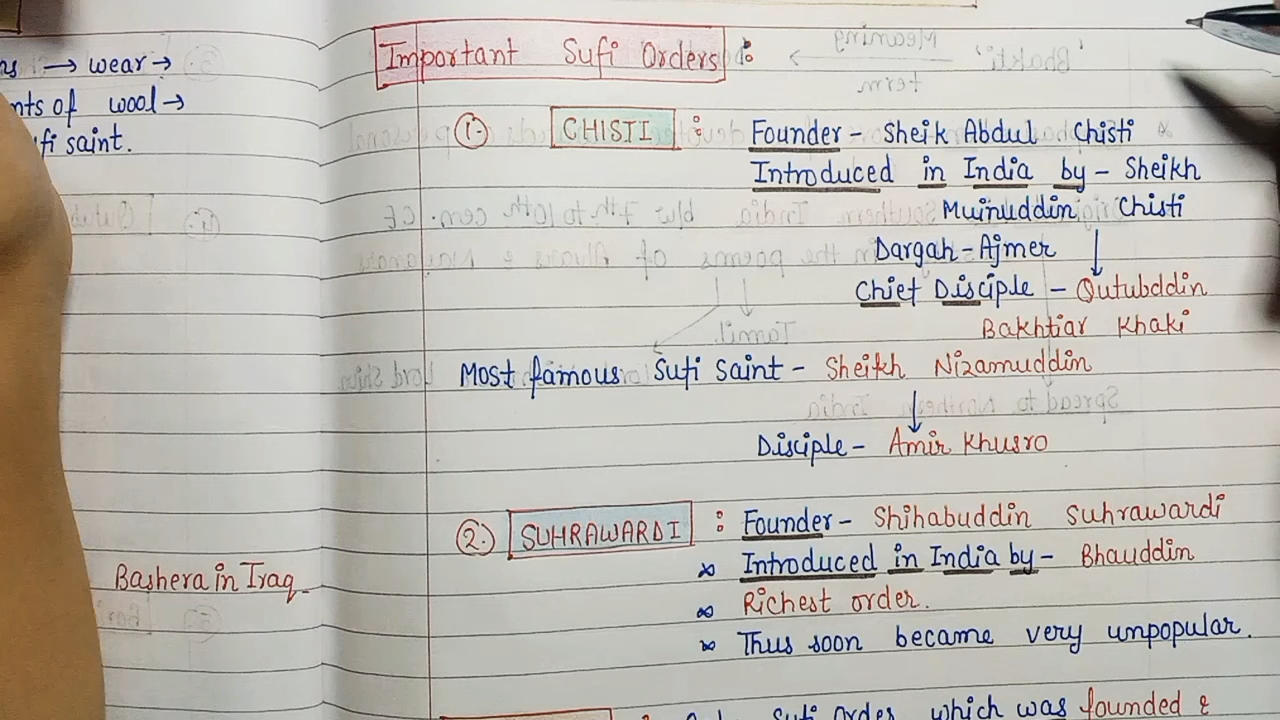 → wear →
of wool →
saint.
Bashera in Iraq
Important Sufi Orders :
① CHISTI : Founder - Sheik Abdul Chisti
Introduced in India by - Sheikh
Muinuddin Chisti
Dargah - Ajmer ↓
Chief Disciple - Qutubddin
Bakhtiar Khaki
Most famous Sufi Saint - Sheikh Nizamuddin
↓
Disciple - Amir Khusro
② SUHRAWARDI : Founder - Shihabuddin Suhrawardi
Introduced in India by - Bhauddin
Richest order.
Thus soon became very unpopular.
Sufi Order which was founded &